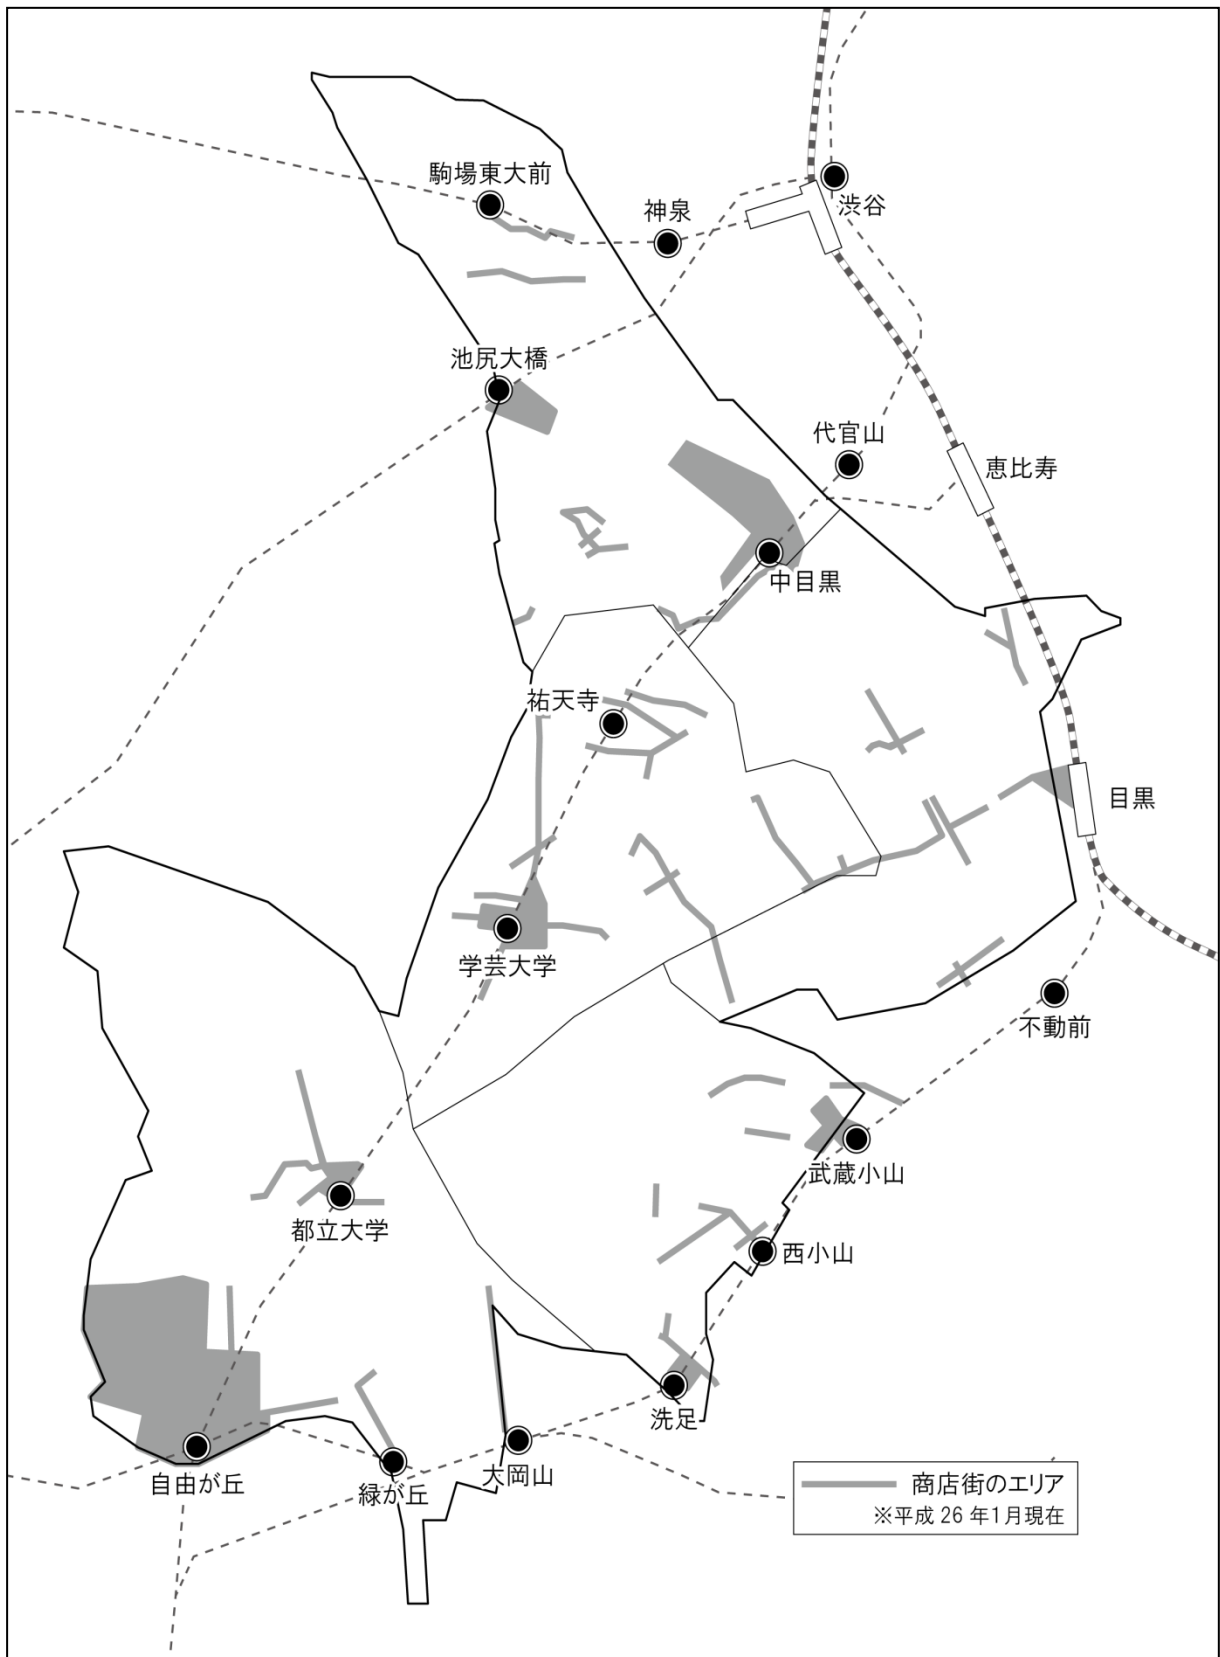 駒場東大前
神泉
渋谷
池尻大橋
代官山
恵比寿
中目黒
祐天寺
目黒
学芸大学
不動前
武蔵小山
都立大学
西小山
洗足
自由が丘
緑が丘
大岡山
商店街のエリア
※平成 26 年1月現在